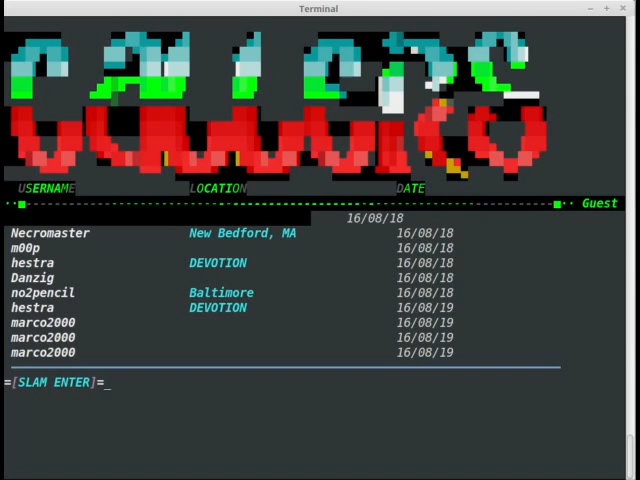 Terminal
USERNAME LOCATION DATE
Guest
16/08/18
Necromaster New Bedford, MA 16/08/18
m00p 16/08/18
hestra DEVOTION 16/08/18
Danzig 16/08/18
no2pencil Baltimore 16/08/18
hestra DEVOTION 16/08/19
marco2000 16/08/19
marco2000 16/08/19
marco2000 16/08/19
=[SLAM ENTER]=_